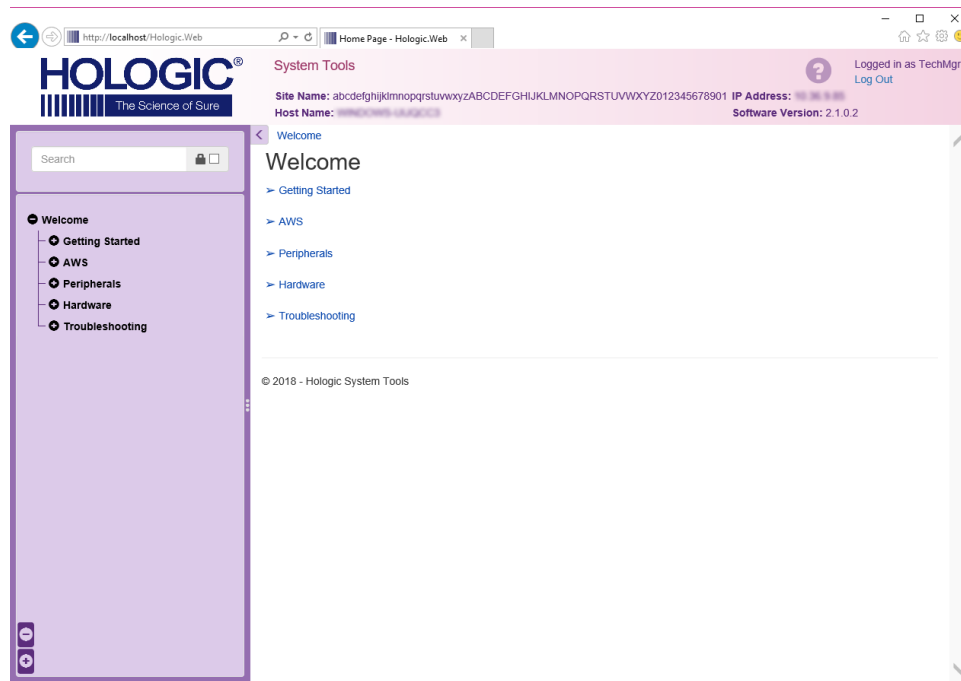 http://localhost/Hologic.Web
Home Page - Hologic.Web
HOLOGIC®
The Science of Sure
System Tools
Logged in as TechMgr
Log Out
Site Name: abcdefghijklmnopqrstuvwxyzABCDEFGHIJKLMNOPQRSTUVWXYZ012345678901 IP Address:
Host Name:
Software Version: 2.1.0.2
Search
Welcome
Getting Started
AWS
Peripherals
Hardware
Troubleshooting
Welcome
Welcome
➢ Getting Started
➢ AWS
➢ Peripherals
➢ Hardware
➢ Troubleshooting
© 2018 - Hologic System Tools